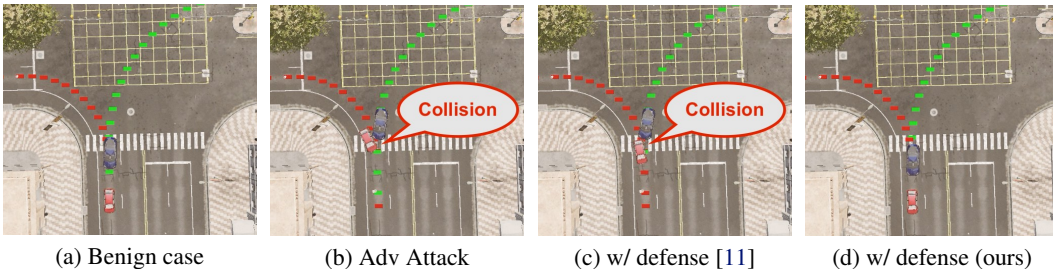 Collision
Collision
(a) Benign case
(b) Adv Attack
(c) w/ defense [11]
(d) w/ defense (ours)